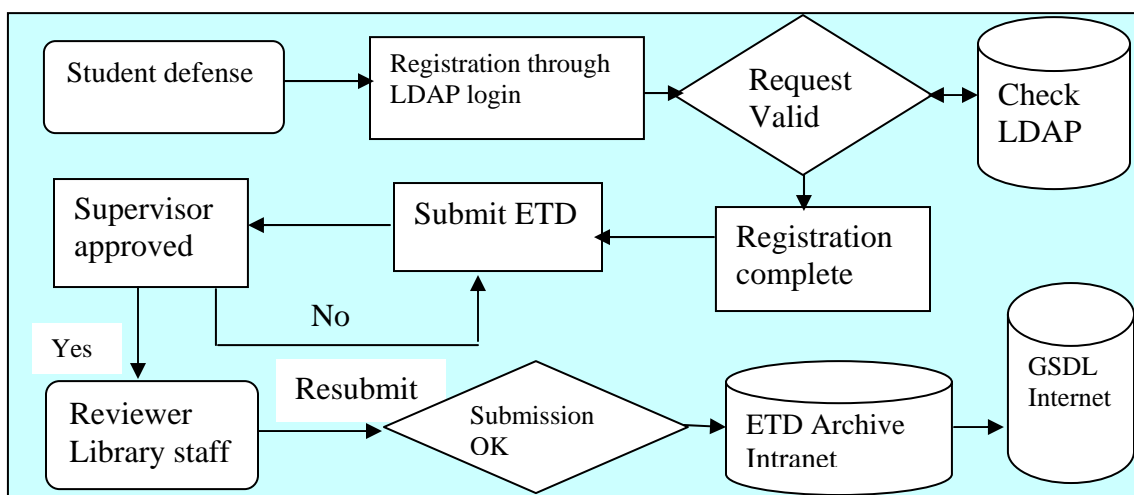 Student defense
Registration through
LDAP login
Request
Valid
Check
LDAP
Supervisor
approved
Submit ETD
Registration
complete
No
Yes
Resubmit
Reviewer
Library staff
Submission
OK
ETD Archive
Intranet
GSDL
Internet